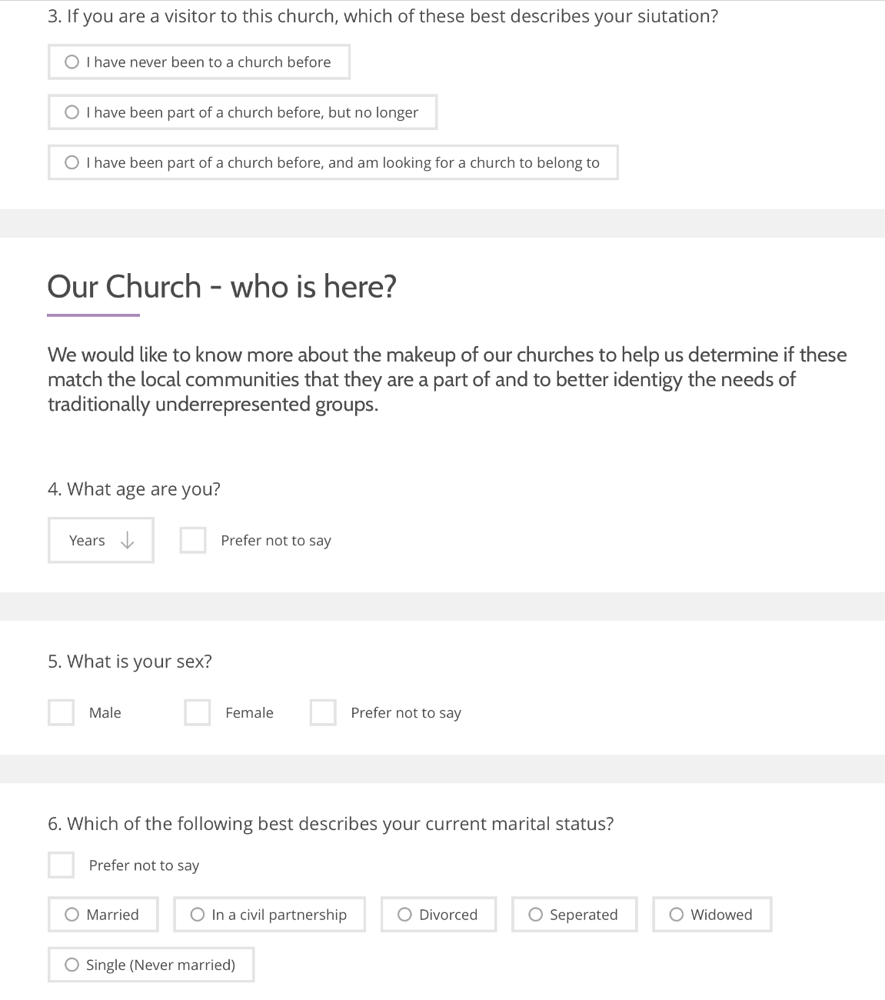 3. If you are a visitor to this church, which of these best describes your siutation?
I have never been to a church before
I have been part of a church before, but no longer
I have been part of a church before, and am looking for a church to belong to
Our Church - who is here?
We would like to know more about the makeup of our churches to help us determine if these
match the local communities that they are a part of and to better identigy the needs of
traditionally underrepresented groups.
4. What age are you?
Years Prefer not to say
5. What is your sex?
Male Female Prefer not to say
6. Which of the following best describes your current marital status?
Prefer not to say
Married In a civil partnership Divorced Seperated Widowed
Single (Never married)